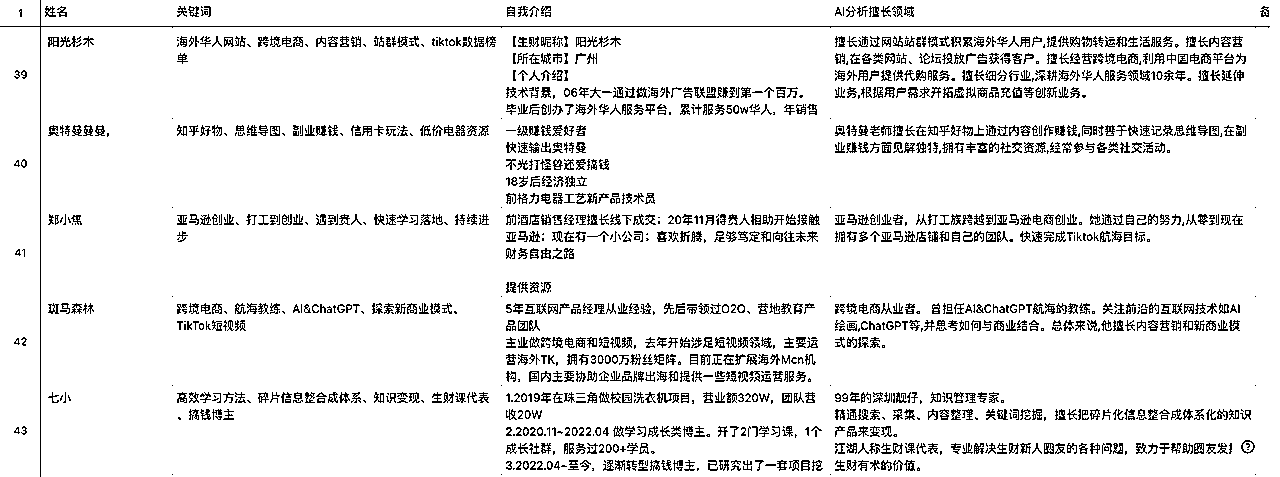 1 姓名 关键词 自我介绍 AI分析擅长领域 备
39 阳光杉木 海外华人网站、跨境电商、内容营销、站群模式、tiktok数据榜
单
【生财昵称】阳光杉木
【所在城市】广州
【个人介绍】
技术背景，06年大一通过做海外广告联盟赚到第一个百万。
毕业后创办了海外华人服务平台，累计服务50w华人，年销售
擅长通过网站站群模式积累海外华人用户,提供购物转运和生活服务。擅长内容营
销,在各类网站、论坛投放广告获得客户。擅长经营跨境电商,利用中国电商平台为
海外用户提供代购服务。擅长细分行业,深耕海外华人服务领域10余年。擅长延伸
业务,根据用户需求开拓虚拟商品充值等创新业务。
40 奥特曼曼曼， 知乎好物、思维导图、副业赚钱、信用卡玩法、低价电器资源
一级赚钱爱好者
快速输出奥特曼
不光打怪兽还爱搞钱
18岁后经济独立
前格力电器工艺新产品技术员
奥特曼老师擅长在知乎好物上通过内容创作赚钱,同时善于快速记录思维导图,在副
业赚钱方面见解独特,拥有丰富的社交资源,经常参与各类社交活动。
41 郑小焦 亚马逊创业、打工到创业、遇到贵人、快速学习落地、持续进
步
前酒店销售经理擅长线下成交；20年11月得贵人相助开始接触
亚马逊；现在有一个小公司；喜欢折腾，足够笃定和向往未来
财务自由之路
提供资源
亚马逊创业者，从打工族跨越到亚马逊电商创业。她通过自己的努力,从零到现在
拥有多个亚马逊店铺和自己的团队。快速完成Tiktok航海目标。
42 斑马森林 跨境电商、航海教练、AI&ChatGPT、探索新商业模式、
TikTok短视频
5年互联网产品经理从业经验，先后带领过O2O、营地教育产
品团队
主业做跨境电商和短视频，去年开始涉足短视频领域，主要运
营海外TK，拥有3000万粉丝矩阵。目前正在扩展海外Mcn机
构，国内主要协助企业品牌出海和提供一些短视频运营服务。
跨境电商从业者。 曾担任AI&ChatGPT航海的教练。关注前沿的互联网技术如AI
绘画,ChatGPT等,并思考如何与商业结合。总体来说,他擅长内容营销和新商业模
式的探索。
43 七小 高效学习方法、碎片信息整合成体系、知识变现、生财课代表
、搞钱博主
1.2019年在珠三角做校园洗衣机项目，营业额320W，团队营
收20W
2.2020.11~2022.04 做学习成长类博主。开了2门学习课，1个
成长社群，服务过200+学员。
3.2022.04~至今，逐渐转型搞钱博主，已研究出了一套项目挖
99年的深圳靓仔，知识管理专家。
精通搜索、采集、内容整理、关键词挖掘，擅长把碎片化信息整合成体系化的知识
产品来变现。
江湖人称生财课代表，专业解决生财新人圈友的各种问题，致力于帮助圈友发
生财有术的价值。